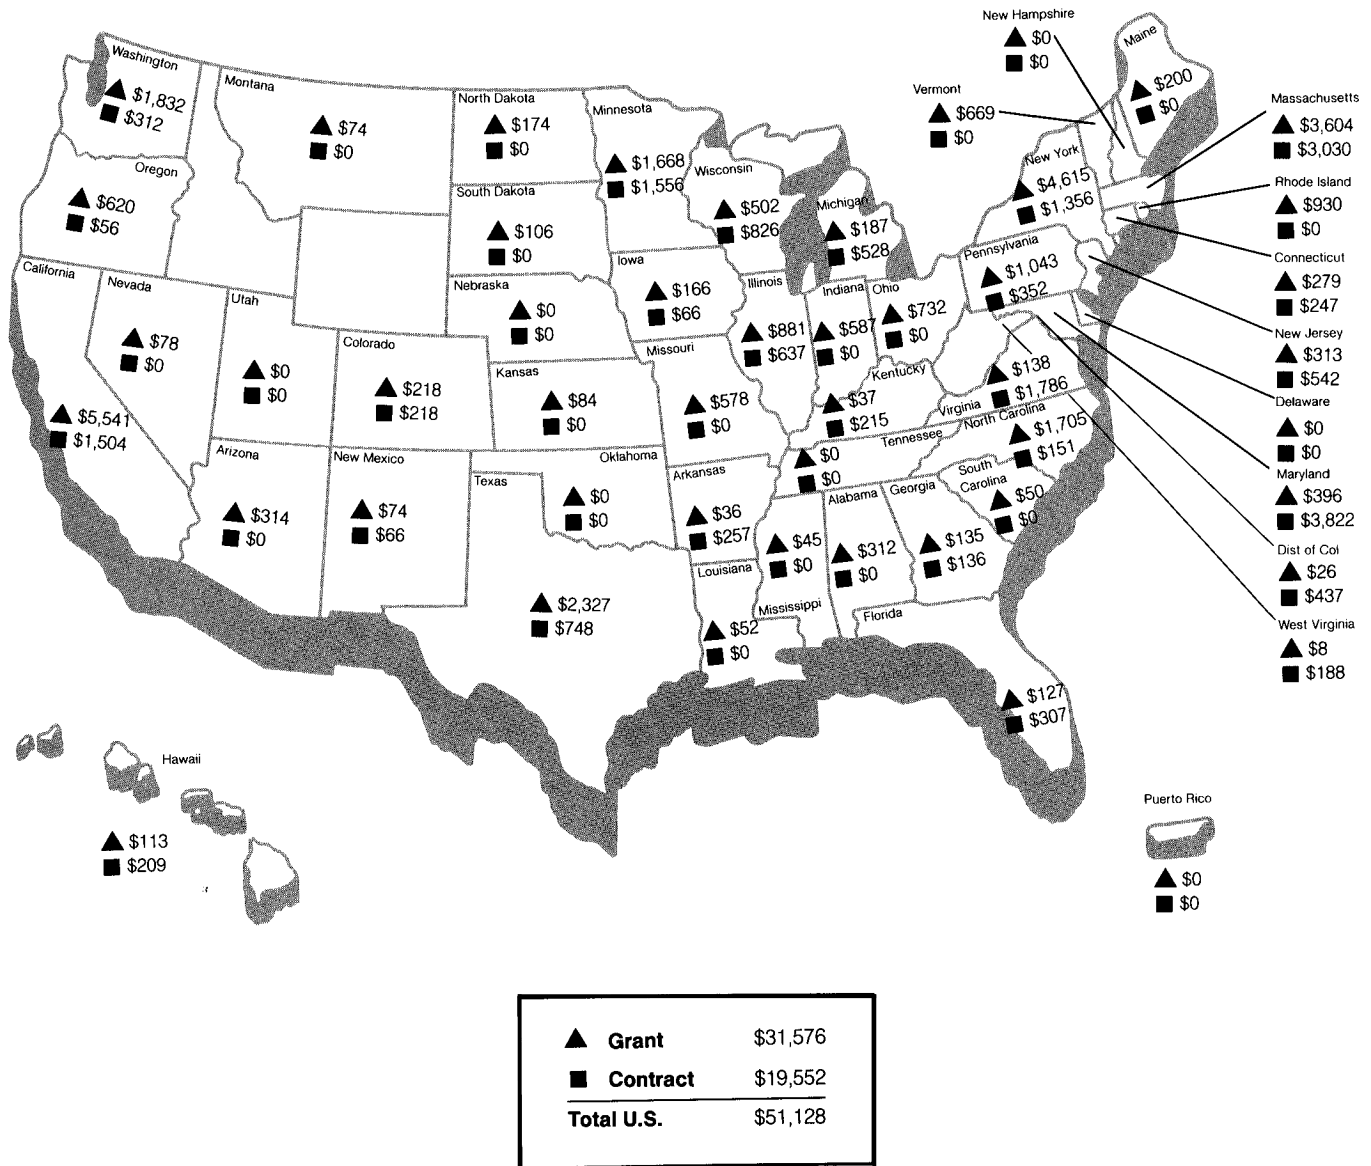 New Hampshire
$0
$0
Maine
$200
$0
Vermont
$669
$0
Massachusetts
$3,604
$3,030
Washington
$1,832
$312
Montana
$74
$0
North Dakota
$174
$0
Minnesota
$1,668
$1,556
Wisconsin
$502
$826
Michigan
$187
$528
New York
$4,615
$1,356
Rhode Island
$930
$0
Oregon
$620
$56
South Dakota
$106
$0
Connecticut
$279
$247
California
$5,541
$1,504
Nevada
$78
$0
Utah
$0
$0
Colorado
$218
$218
Nebraska
$0
$0
Iowa
$166
$66
Illinois
$881
$637
Indiana
$587
$0
Ohio
$732
$0
Pennsylvania
$1,043
$352
New Jersey
$313
$542
Kansas
$84
$0
Missouri
$578
$0
Kentucky
$37
$215
Virginia
$138
$1,786
Delaware
$0
$0
Arizona
$314
$0
New Mexico
$74
$66
Texas
$2,327
$748
Oklahoma
$0
$0
Arkansas
$36
$257
Tennessee
$0
$0
North Carolina
$1,705
$151
South
Carolina
$50
$0
Maryland
$396
$3,822
Louisiana
$52
$0
Mississippi
$45
$0
Alabama
$312
$0
Georgia
$135
$136
Florida
$127
$307
Dist of Col
$26
$437
West Virginia
$8
$188
Hawaii
$113
$209
Puerto Rico
$0
$0
Grant $31,576
Contract $19,552
Total U.S. $51,128